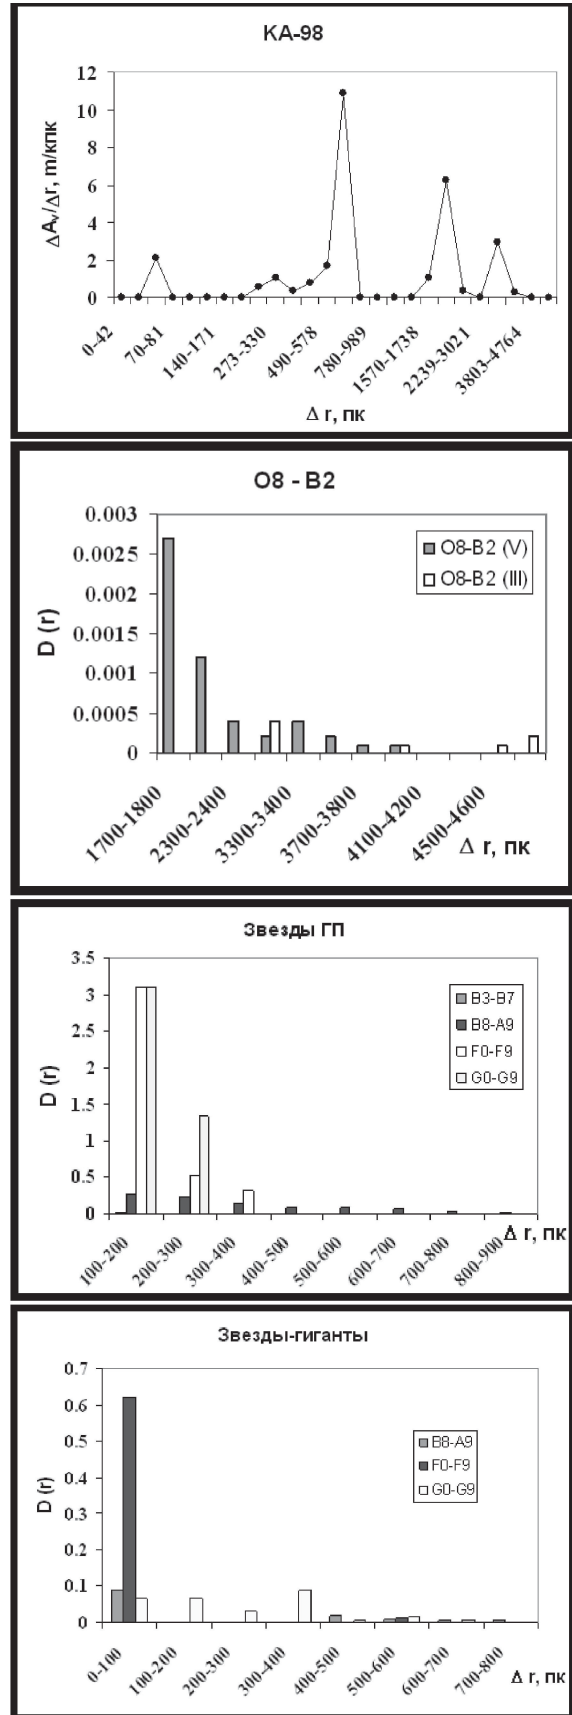 КА-98
ΔAv/Δr, m/кпк
12
10
8
6
4
2
0
0-42
70-81
140-171
273-330
490-578
780-989
1570-1738
2239-3021
3803-4764
Δ r, пк
O8 - B2
D (r)
0.003
0.0025
0.002
0.0015
0.001
0.0005
0
O8-B2 (V)
O8-B2 (III)
1700-1800
2300-2400
3300-3400
3700-3800
4100-4200
4500-4600
Δ r, пк
Звезды ГП
D (r)
3.5
3
2.5
2
1.5
1
0.5
0
B3-B7
B8-A9
F0-F9
G0-G9
100-200
200-300
300-400
400-500
500-600
600-700
700-800
800-900
Δ r, пк
Звезды-гиганты
D (r)
0.7
0.6
0.5
0.4
0.3
0.2
0.1
0
B8-A9
F0-F9
G0-G9
0-100
100-200
200-300
300-400
400-500
500-600
600-700
700-800
Δ r, пк